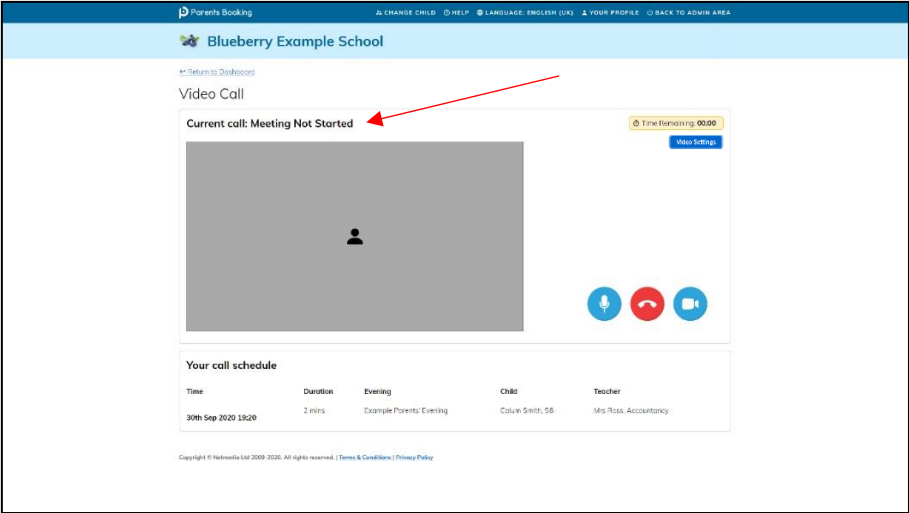 Parents Booking CHANGE CHILD HELP LANGUAGE: ENGLISH (UK) YOUR PROFILE BACK TO ADMIN AREA
Blueberry Example School
Return to Dashboard
Video Call
Current call: Meeting Not Started
Time Remaining: 00:00
Video Settings
Your call schedule
Time Duration Evening Child Teacher
30th Sep 2020 19:20 2 mins Example Parents' Evening Calum Smith, 5B Mrs Ross, Accountancy
Copyright © Netmedia Ltd 2000-2020. All rights reserved. | Terms & Conditions | Privacy Policy